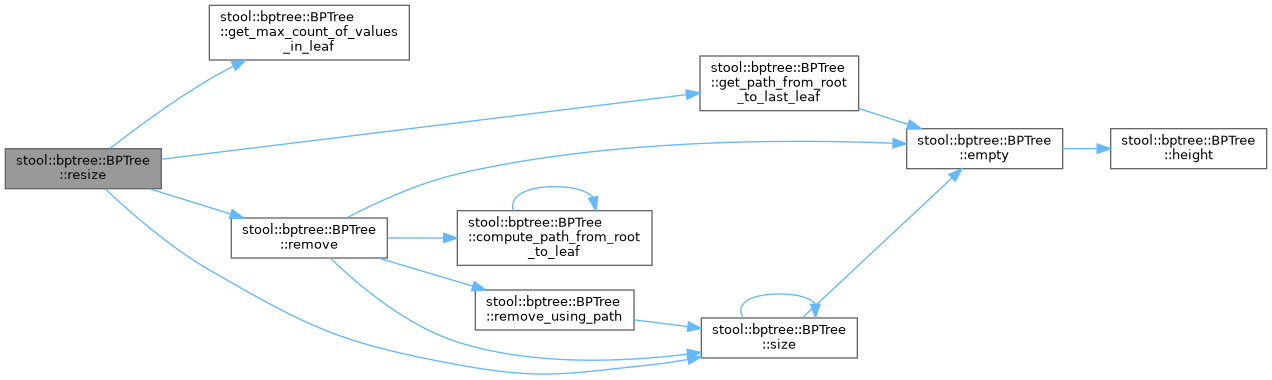 stool::bptree::BPTree
::resize
stool::bptree::BPTree
::get_max_count_of_values
_in_leaf
stool::bptree::BPTree
::remove
stool::bptree::BPTree
::compute_path_from_root
_to_leaf
stool::bptree::BPTree
::remove_using_path
stool::bptree::BPTree
::get_path_from_root
_to_last_leaf
stool::bptree::BPTree
::size
stool::bptree::BPTree
::empty
stool::bptree::BPTree
::height